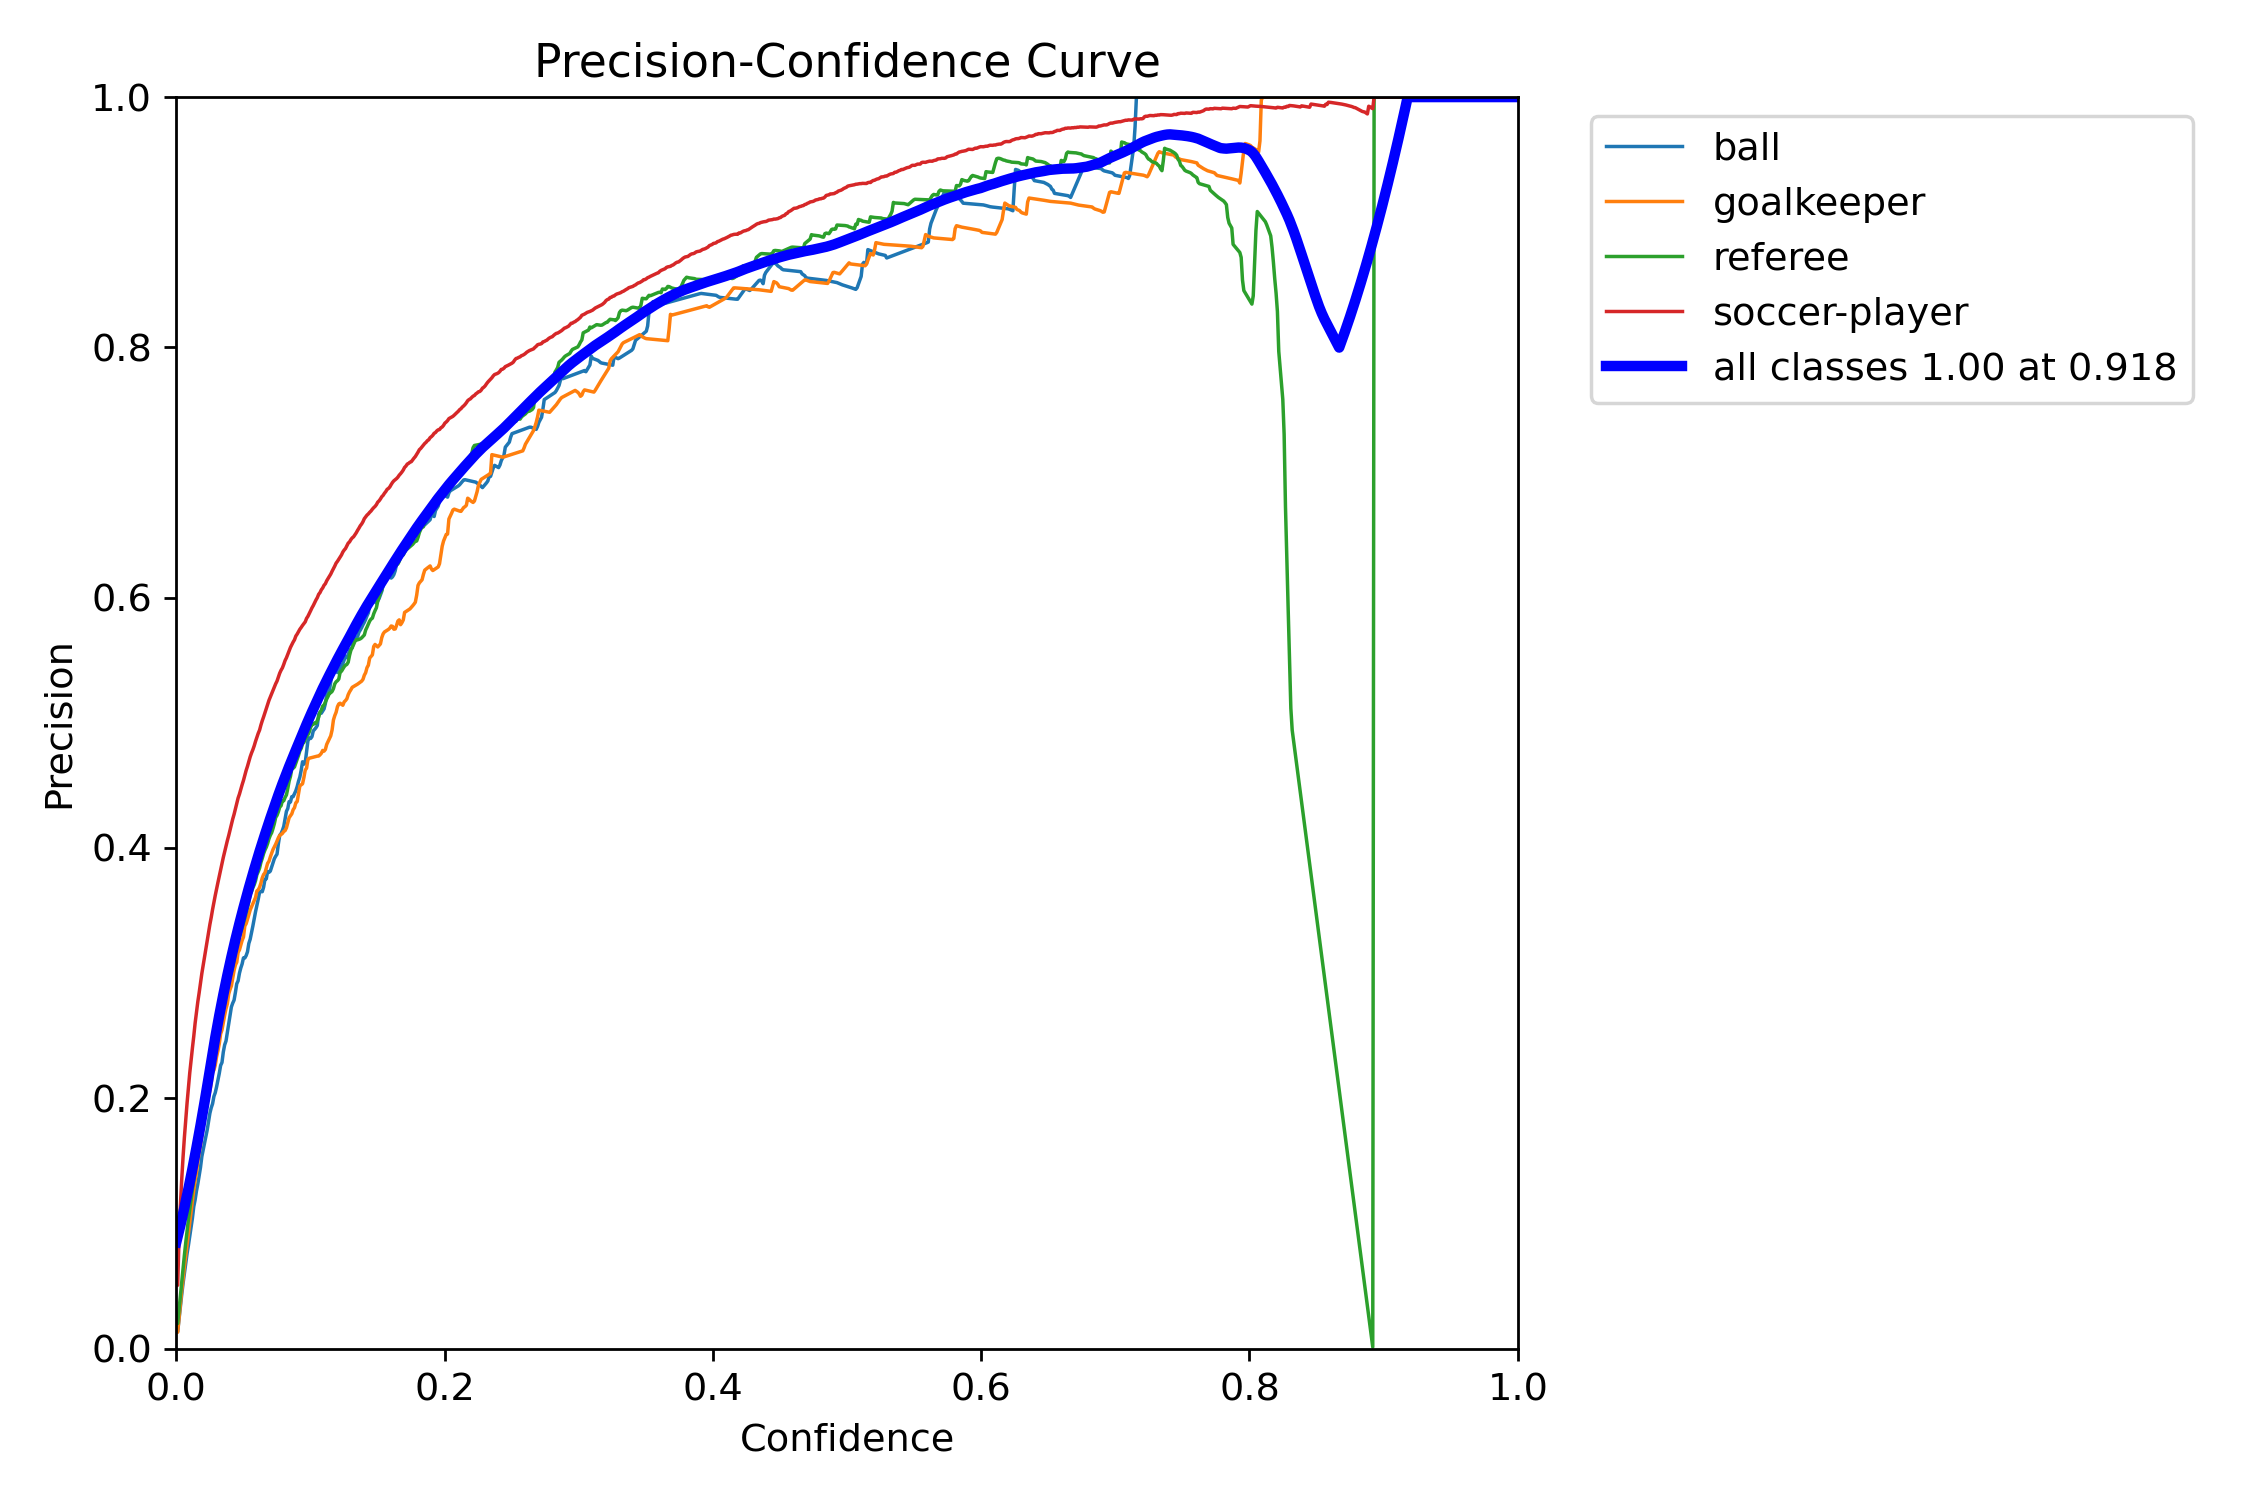 Precision-Confidence Curve
1.0
0.8
0.6
0.4
0.2
0.0
Precision
0.0 0.2 0.4 0.6 0.8 1.0
Confidence
ball
goalkeeper
referee
soccer-player
all classes 1.00 at 0.918